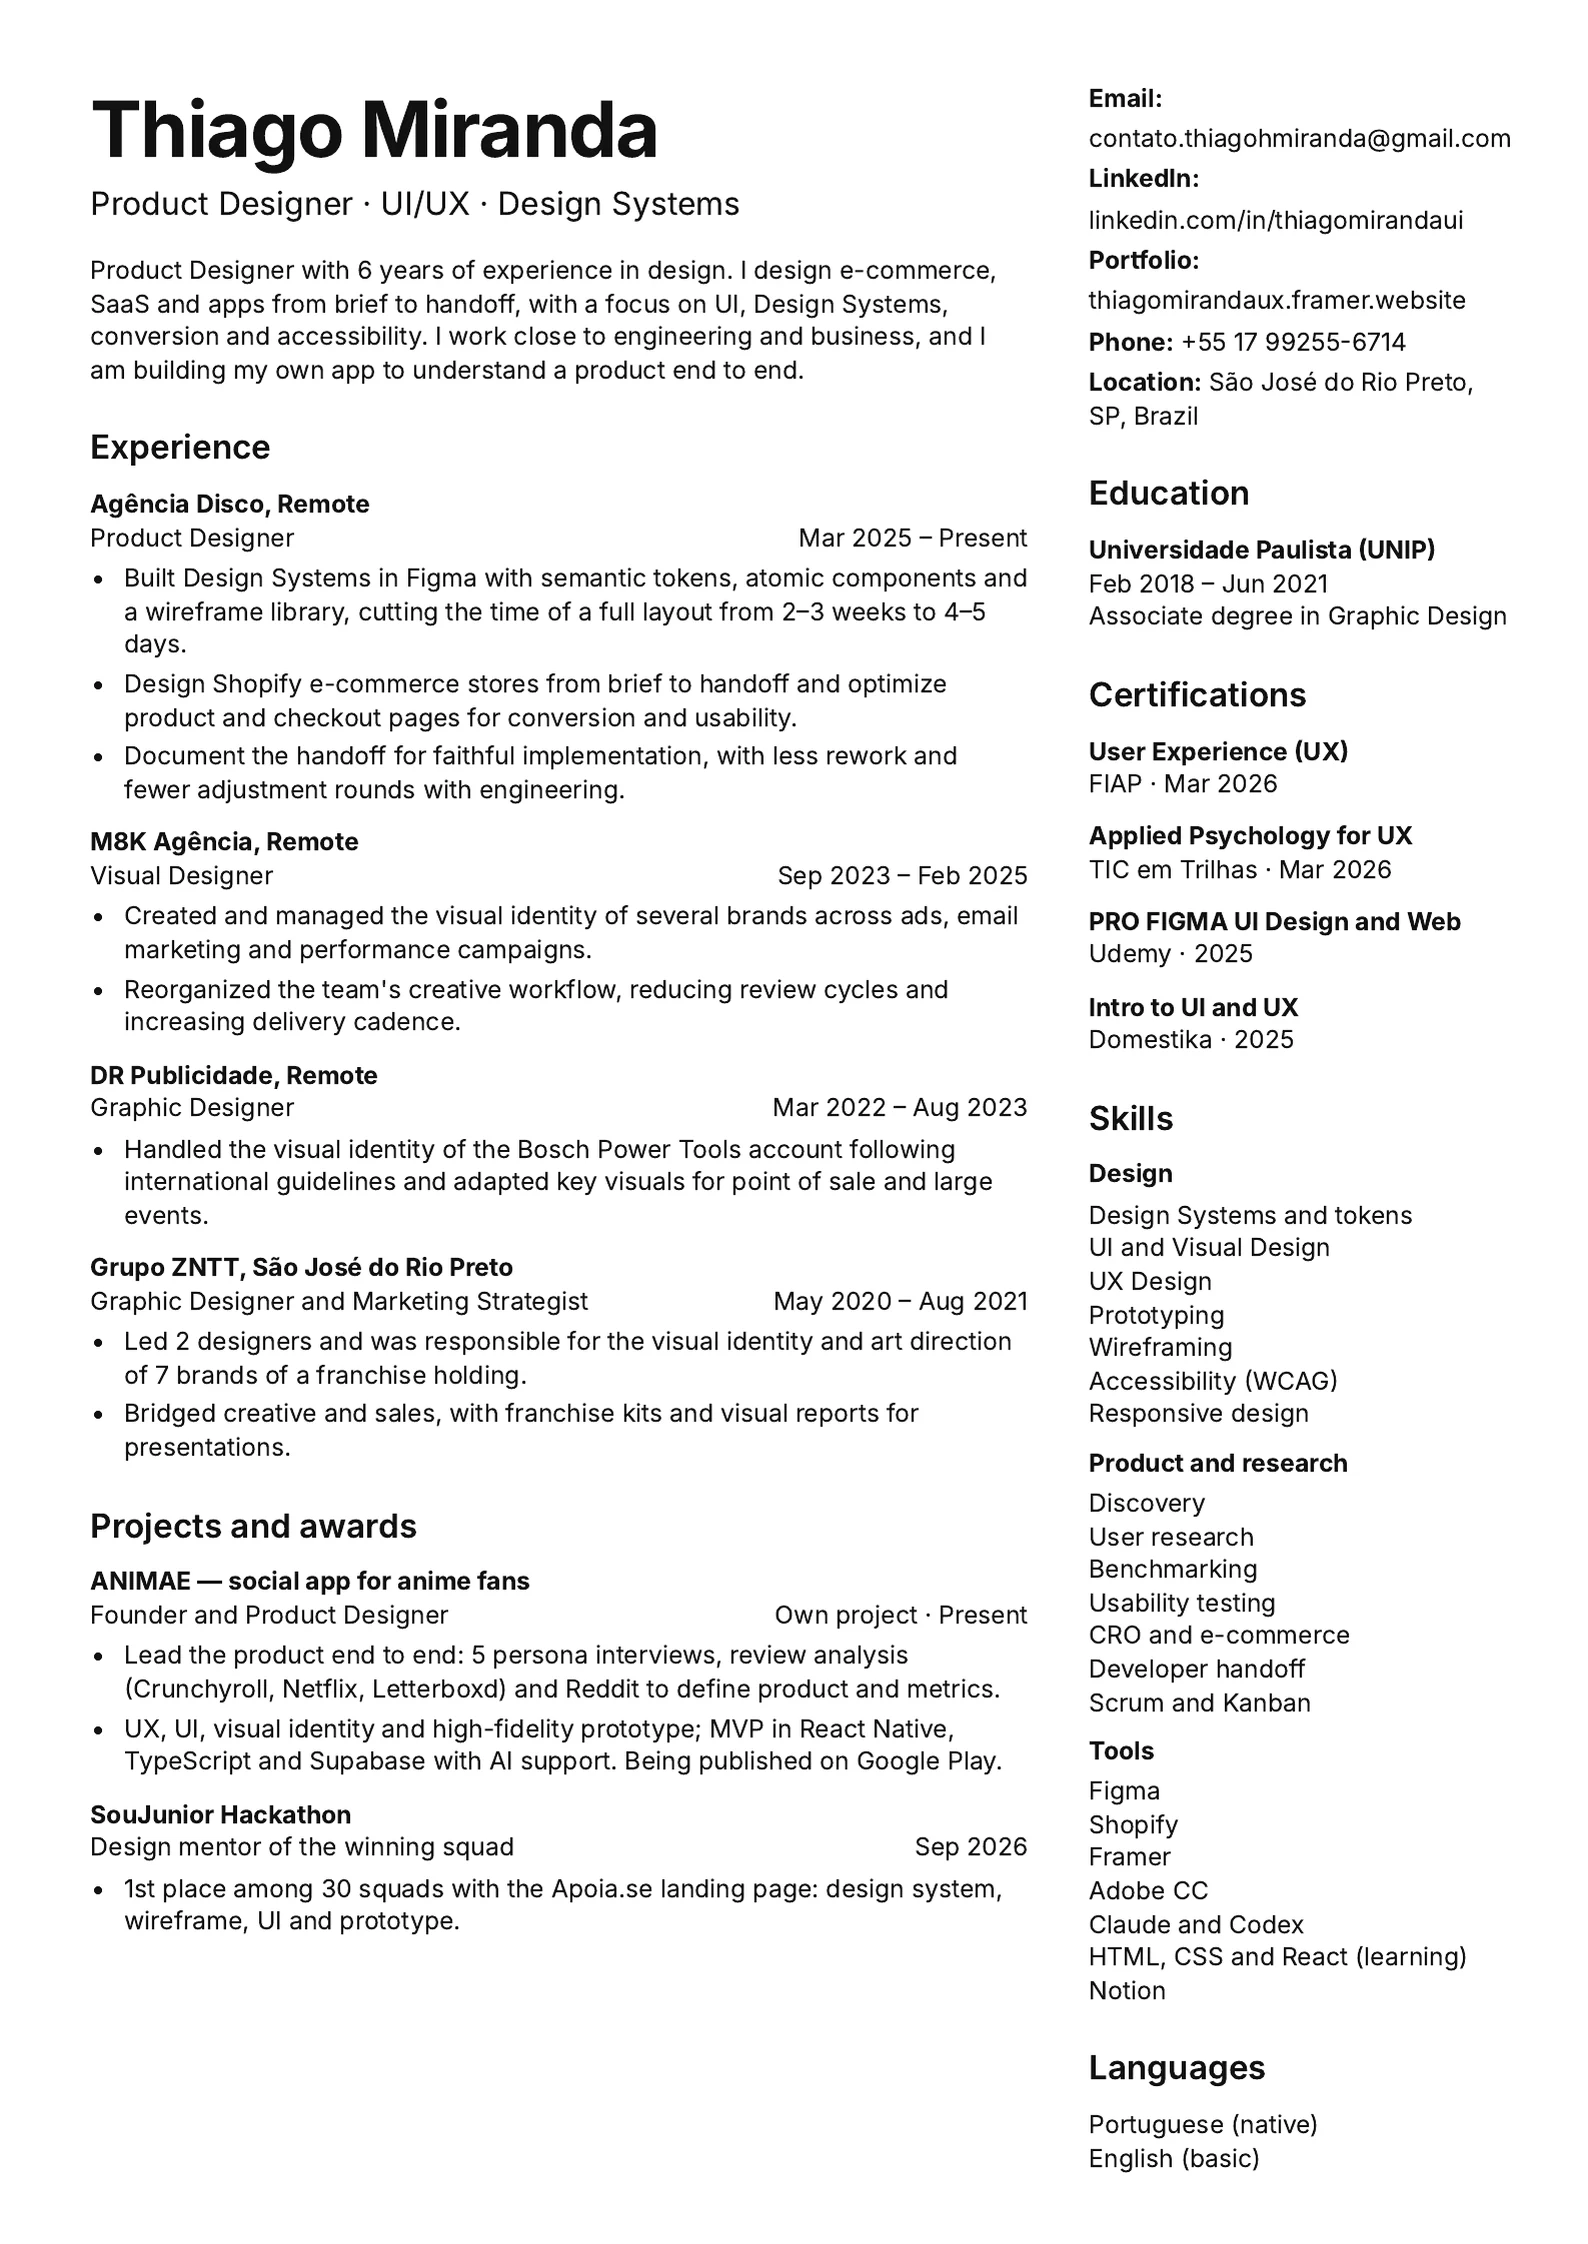 Thiago Miranda
Product Designer · UI/UX · Design Systems
Product Designer with 6 years of experience in design. I design e-commerce,
SaaS and apps from brief to handoff, with a focus on UI, Design Systems,
conversion and accessibility. I work close to engineering and business, and I
am building my own app to understand a product end to end.
Experience
Agência Disco, Remote
Product Designer Mar 2025 – Present
• Built Design Systems in Figma with semantic tokens, atomic components and
a wireframe library, cutting the time of a full layout from 2–3 weeks to 4–5
days.
• Design Shopify e-commerce stores from brief to handoff and optimize
product and checkout pages for conversion and usability.
• Document the handoff for faithful implementation, with less rework and
fewer adjustment rounds with engineering.
M8K Agência, Remote
Visual Designer Sep 2023 – Feb 2025
• Created and managed the visual identity of several brands across ads, email
marketing and performance campaigns.
• Reorganized the team's creative workflow, reducing review cycles and
increasing delivery cadence.
DR Publicidade, Remote
Graphic Designer Mar 2022 – Aug 2023
• Handled the visual identity of the Bosch Power Tools account following
international guidelines and adapted key visuals for point of sale and large
events.
Grupo ZNTT, São José do Rio Preto
Graphic Designer and Marketing Strategist May 2020 – Aug 2021
• Led 2 designers and was responsible for the visual identity and art direction
of 7 brands of a franchise holding.
• Bridged creative and sales, with franchise kits and visual reports for
presentations.
Projects and awards
ANIMAE — social app for anime fans
Founder and Product Designer Own project · Present
• Lead the product end to end: 5 persona interviews, review analysis
(Crunchyroll, Netflix, Letterboxd) and Reddit to define product and metrics.
• UX, UI, visual identity and high-fidelity prototype; MVP in React Native,
TypeScript and Supabase with AI support. Being published on Google Play.
SouJunior Hackathon
Design mentor of the winning squad Sep 2026
• 1st place among 30 squads with the Apoia.se landing page: design system,
wireframe, UI and prototype.
Email:
contato.thiagohmiranda@gmail.com
LinkedIn:
linkedin.com/in/thiagomirandaui
Portfolio:
thiagomirandaux.framer.website
Phone: +55 17 99255-6714
Location: São José do Rio Preto,
SP, Brazil
Education
Universidade Paulista (UNIP)
Feb 2018 – Jun 2021
Associate degree in Graphic Design
Certifications
User Experience (UX)
FIAP · Mar 2026
Applied Psychology for UX
TIC em Trilhas · Mar 2026
PRO FIGMA UI Design and Web
Udemy · 2025
Intro to UI and UX
Domestika · 2025
Skills
Design
Design Systems and tokens
UI and Visual Design
UX Design
Prototyping
Wireframing
Accessibility (WCAG)
Responsive design
Product and research
Discovery
User research
Benchmarking
Usability testing
CRO and e-commerce
Developer handoff
Scrum and Kanban
Tools
Figma
Shopify
Framer
Adobe CC
Claude and Codex
HTML, CSS and React (learning)
Notion
Languages
Portuguese (native)
English (basic)